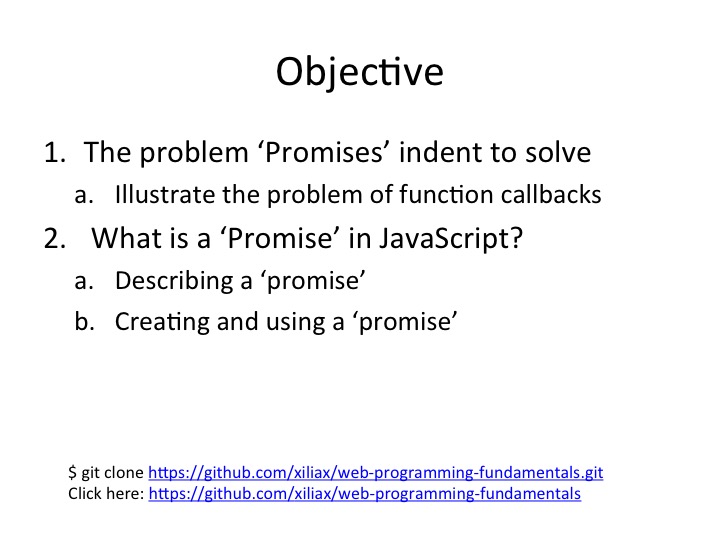 Objective
1. The problem ‘Promises’ indent to solve
a. Illustrate the problem of function callbacks
2. What is a ‘Promise’ in JavaScript?
a. Describing a ‘promise’
b. Creating and using a ‘promise’
$ git clone https://github.com/xiliax/web-programming-fundamentals.git
Click here: https://github.com/xiliax/web-programming-fundamentals